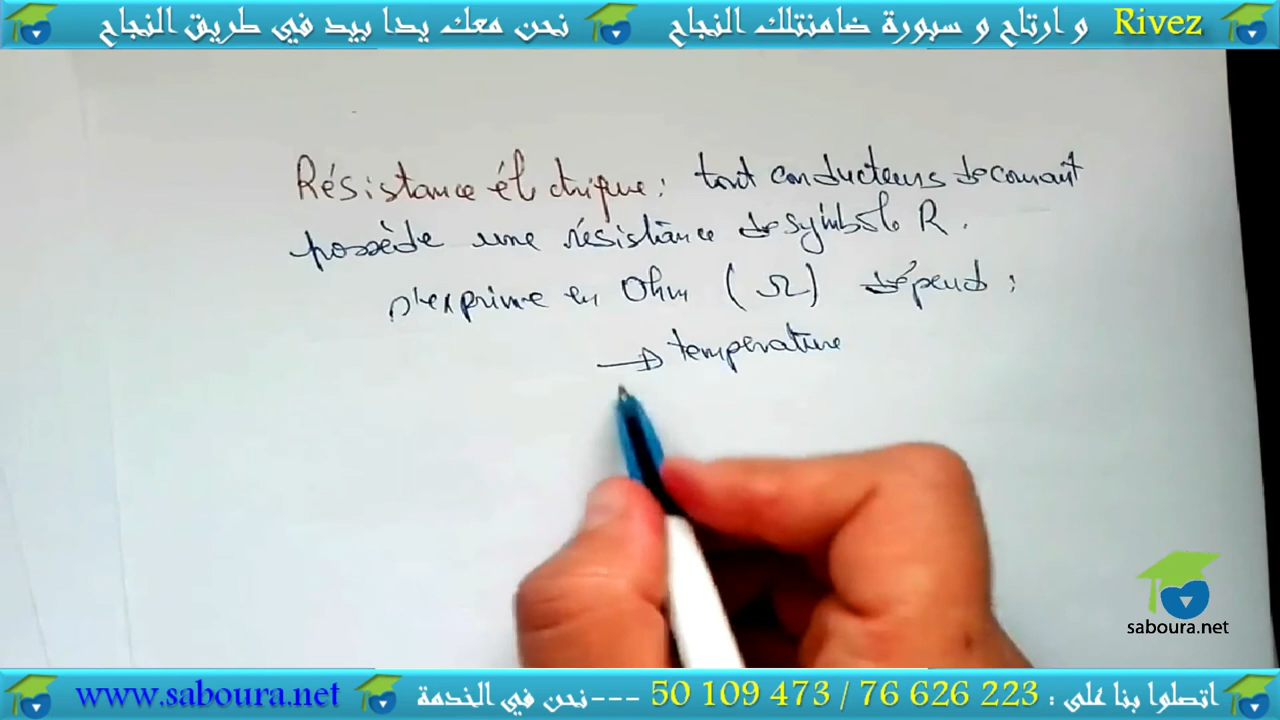 Rivez و ارتاح و سبورة ضامنتلك النجاح نحن معك يدا بيد في طريق النجاح
Résistance électrique : tout conducteurs de courant
possède une résistance de symbole R.
s'exprime en Ohm (Ω) dépend :
→ température
saboura.net
اتصلوا بنا على : 50 109 473 / 76 626 223 ---نحن في الخدمة www.saboura.net